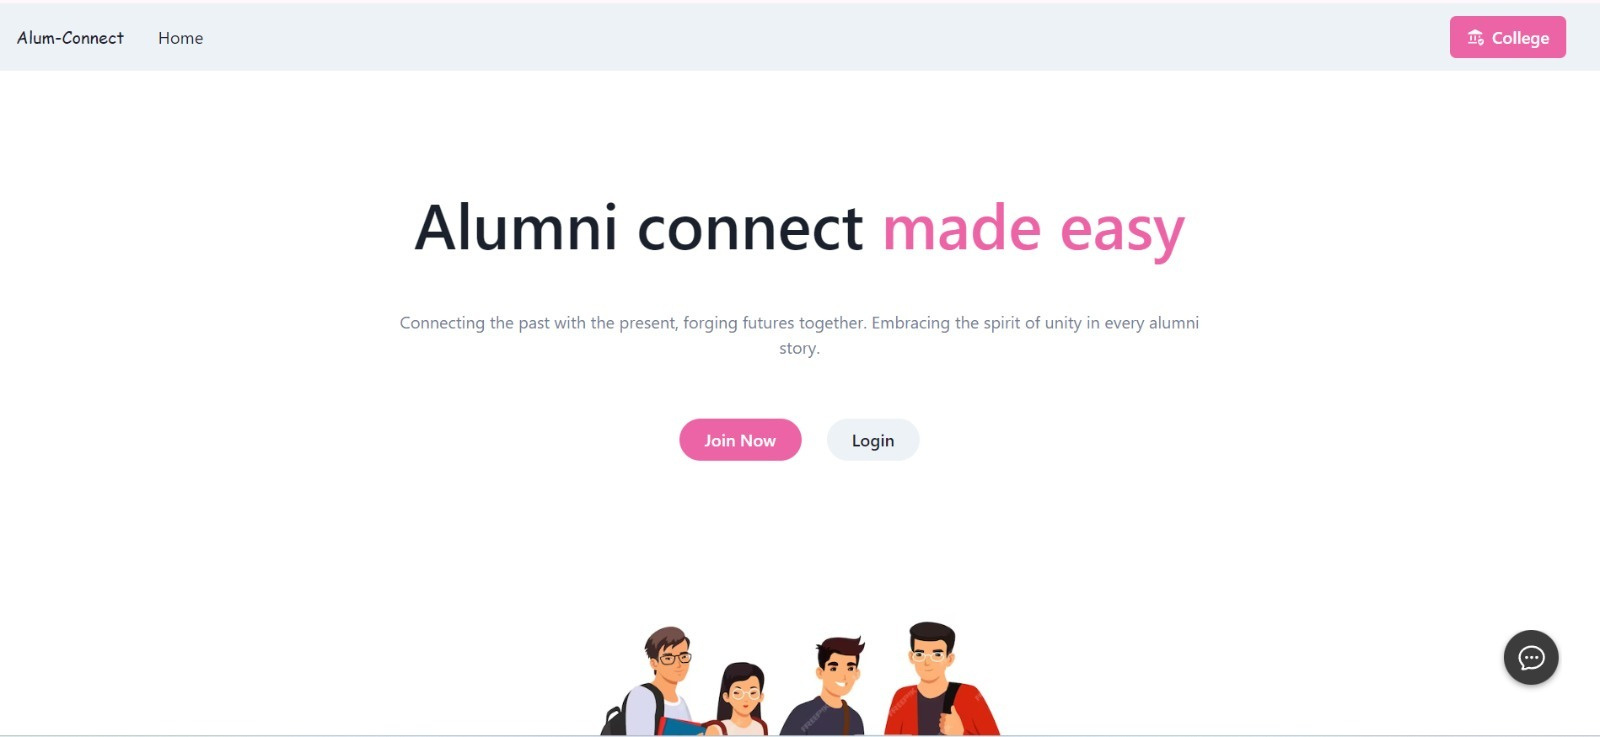 Alum-Connect Home College
Alumni connect made easy
Connecting the past with the present, forging futures together. Embracing the spirit of unity in every alumni
story.
Join Now Login